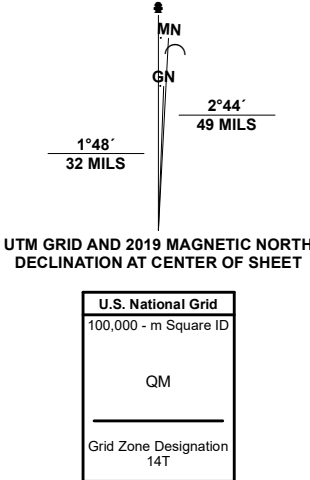 MN
GN
2°44´
49 MILS
1°48´
32 MILS
UTM GRID AND 2019 MAGNETIC NORTH
DECLINATION AT CENTER OF SHEET
U.S. National Grid
100,000 - m Square ID
QM
Grid Zone Designation
14T